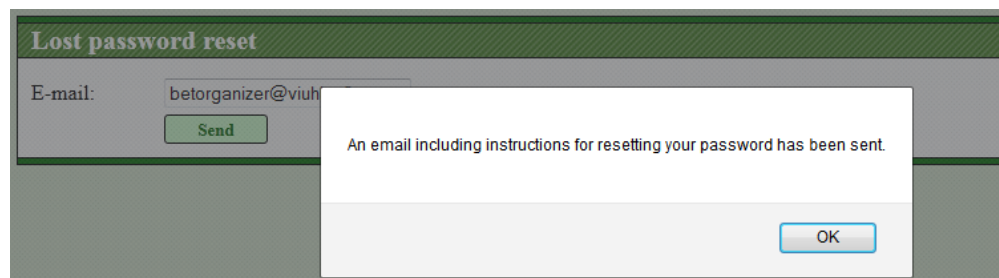 Lost password reset
E-mail:
Send
An email including instructions for resetting your password has been sent.
OK